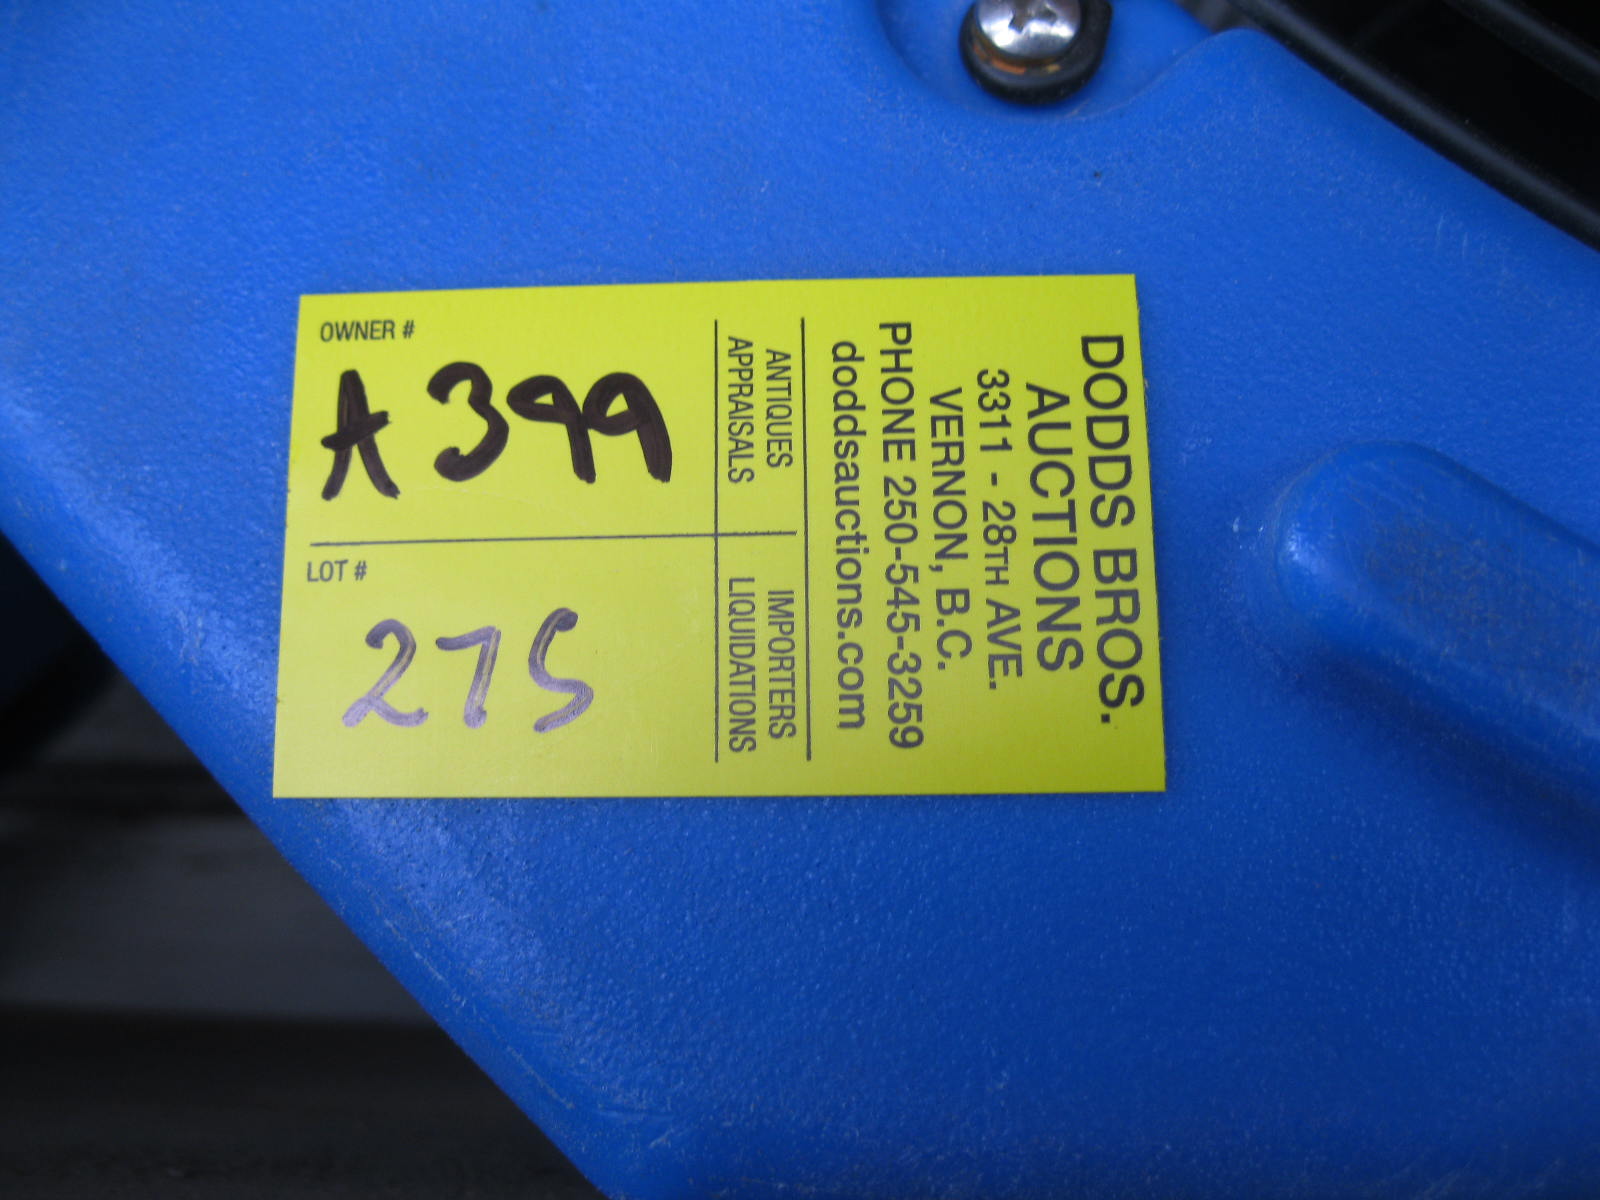 DODDS BROS.
AUCTIONS
3311 - 28TH AVE.
VERNON, B.C.
PHONE 250-545-3259
doddsauctions.com
ANTIQUES
APPRAISALS
IMPORTERS
LIQUIDATIONS
OWNER #
A399
LOT #
275